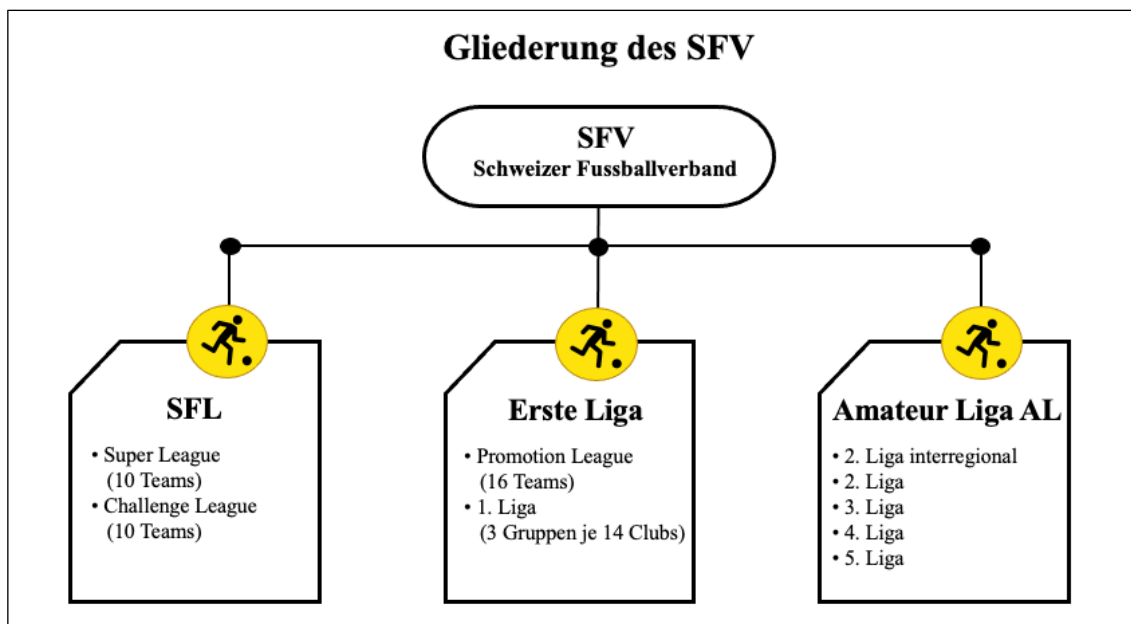 Gliederung des SFV
SFV
Schweizer Fussballverband
SFL
• Super League
(10 Teams)
• Challenge League
(10 Teams)
Erste Liga
• Promotion League
(16 Teams)
• 1. Liga
(3 Gruppen je 14 Clubs)
Amateur Liga AL
• 2. Liga interregional
• 2. Liga
• 3. Liga
• 4. Liga
• 5. Liga